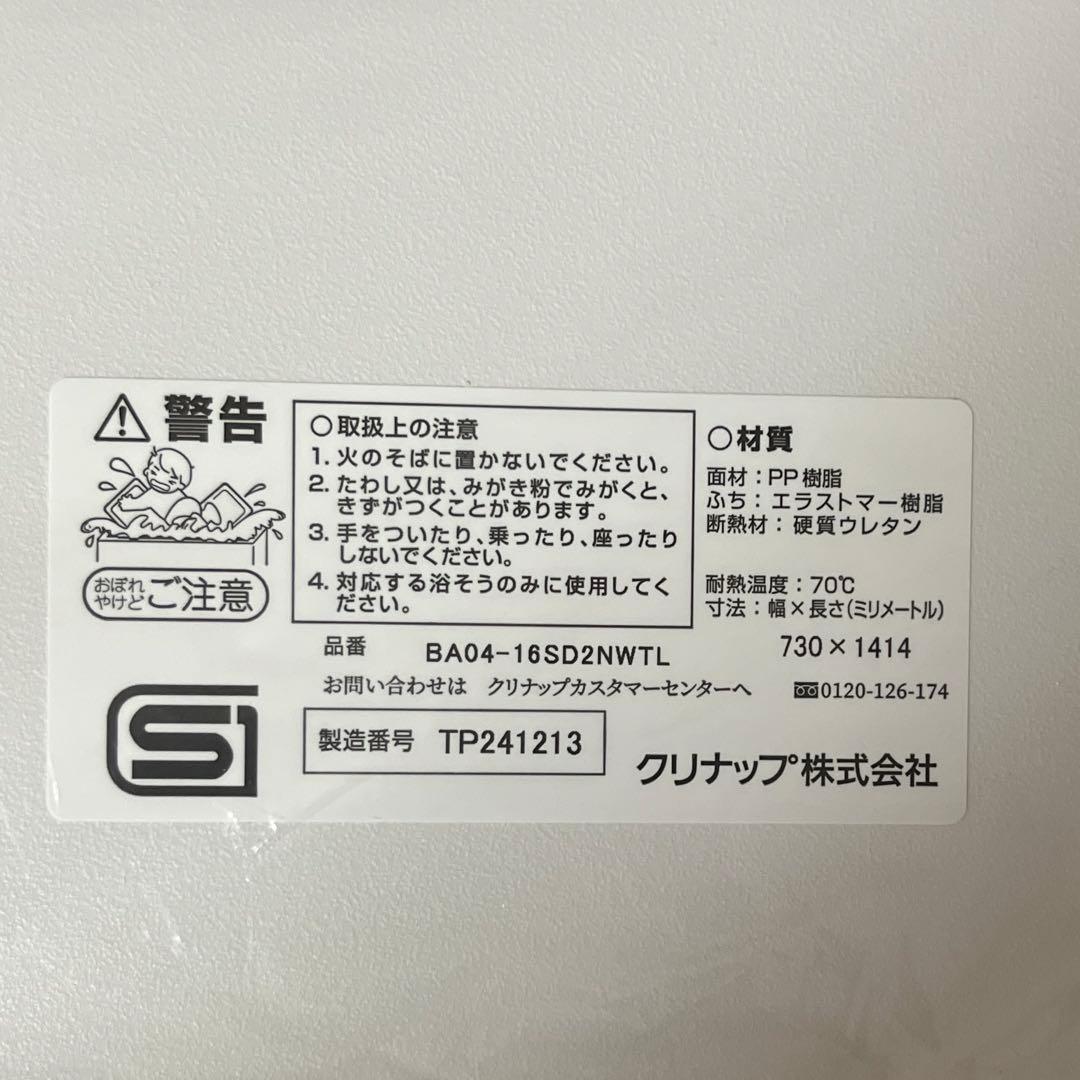 警告
おぼれ
やけど
ご注意
○取扱上の注意
1. 火のそばに置かないでください。
2. たわし又は、みがき粉でみがくと、
きずがつくことがあります。
3. 手をついたり、乗ったり、座ったり
しないでください。
4. 対応する浴そうのみに使用してく
ださい。
○材質
面材：PP樹脂
ふち：エラストマー樹脂
断熱材：硬質ウレタン
耐熱温度：70℃
寸法：幅×長さ(ミリメートル)
品番 BA04-16SD2NWTL 730×1414
お問い合わせは クリナップカスタマーセンターへ 0120-126-174
製造番号 TP241213
クリナップ株式会社